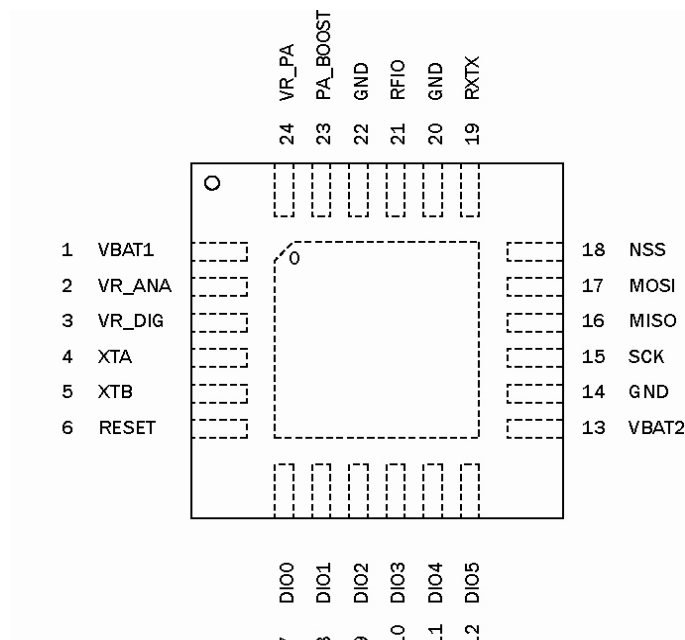 VR_PA
PA_BOOST
GND
RFIO
GND
RXTX
24
23
22
21
20
19
0
1 VBAT1
2 VR_ANA
3 VR_DIG
4 XTA
5 XTB
6 RESET
18 NSS
17 MOSI
16 MISO
15 SCK
14 GND
13 VBAT2
DIO0
DIO1
DIO2
DIO3
DIO4
DIO5